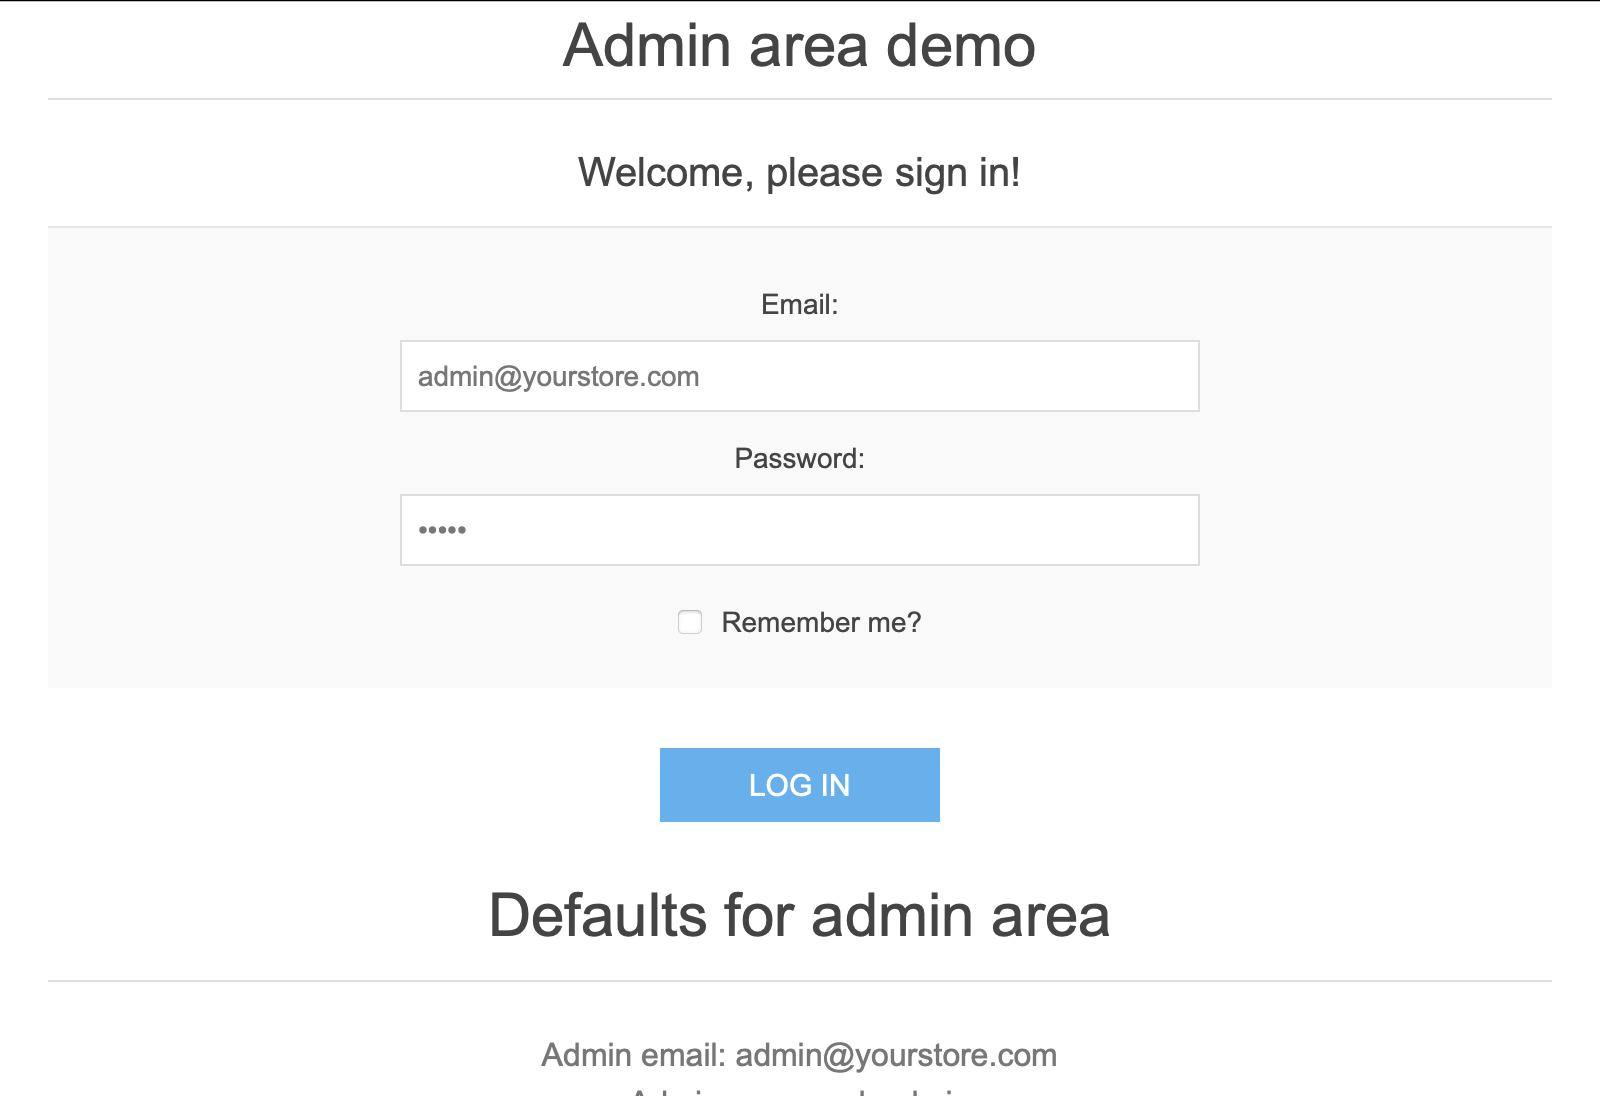 Admin area demo
Welcome, please sign in!
Email:
admin@yourstore.com
Password:
•••••
Remember me?
LOG IN
Defaults for admin area
Admin email: admin@yourstore.com